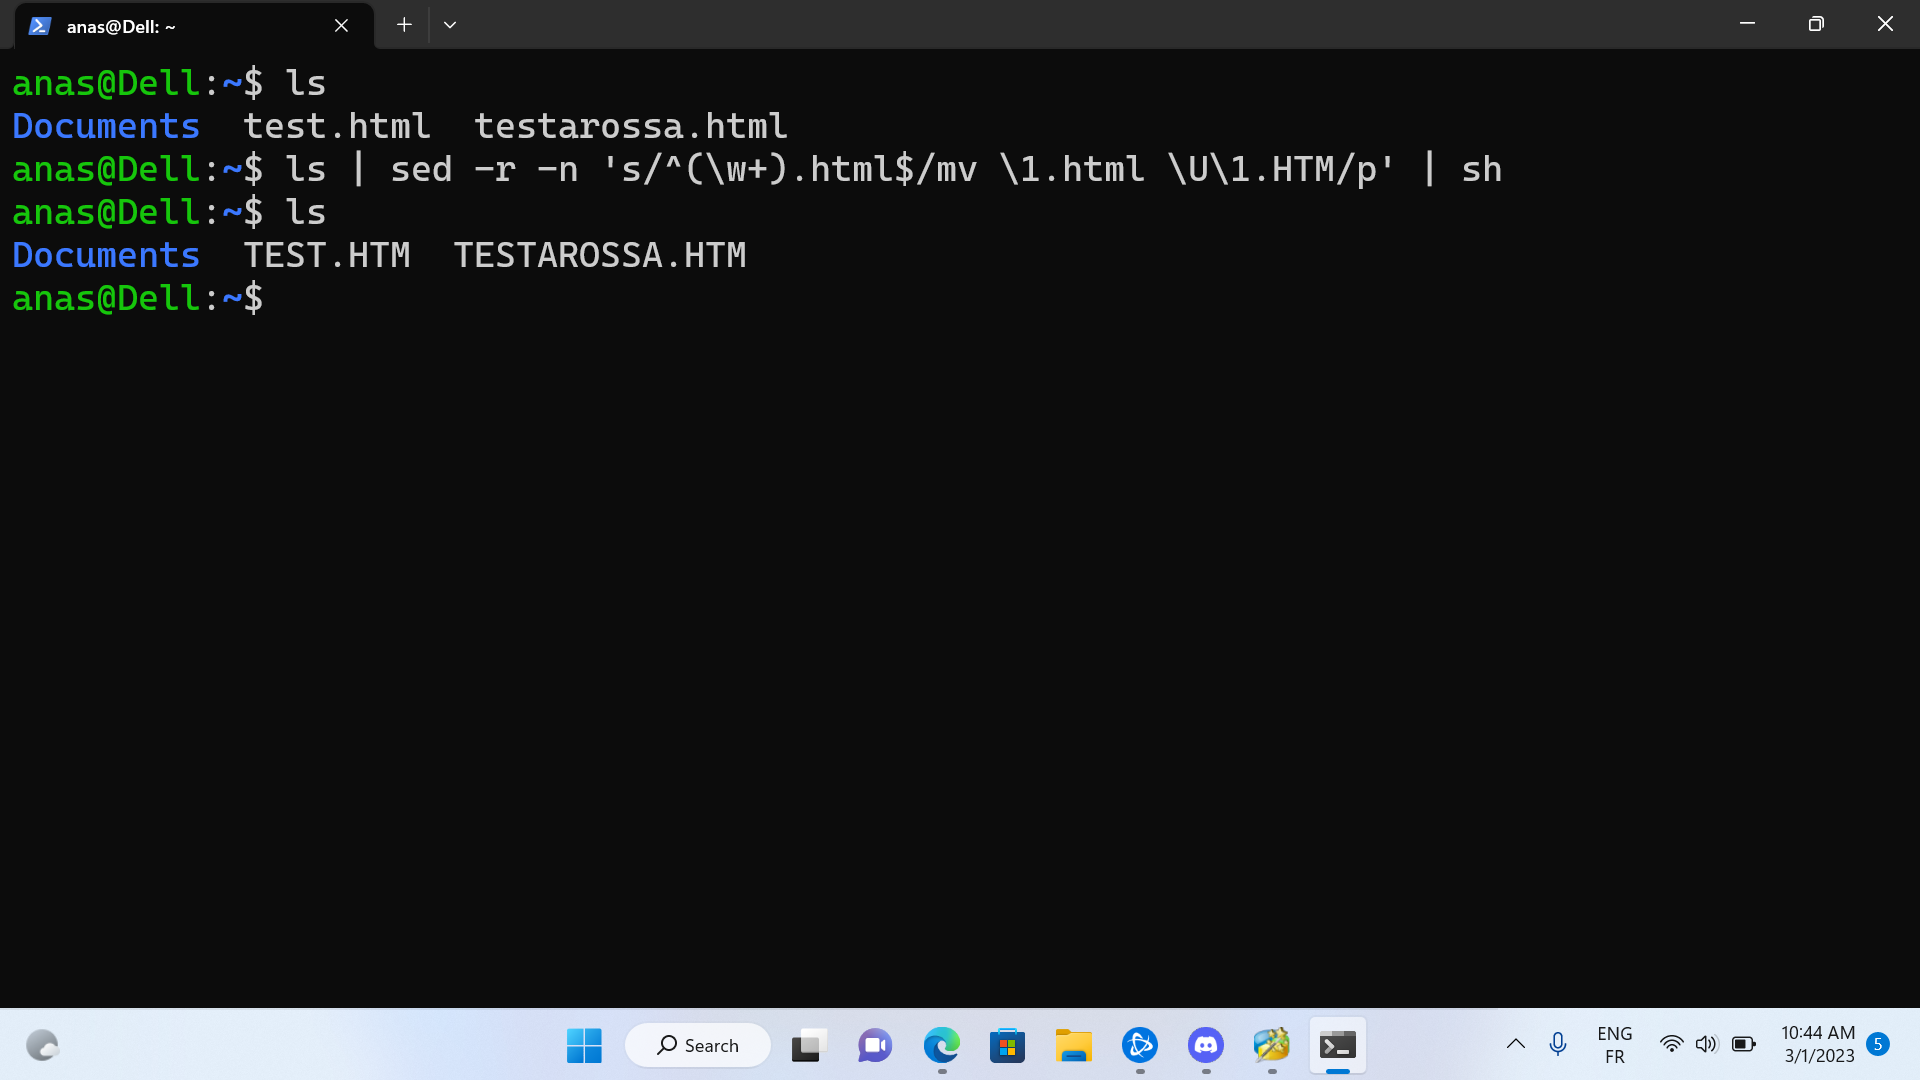 anas@Dell: ~
anas@Dell:~$ ls
Documents  test.html  testarossa.html
anas@Dell:~$ ls | sed -r -n 's/^(\w+).html$/mv \1.html \U\1.HTM/p' | sh
anas@Dell:~$ ls
Documents  TEST.HTM  TESTAROSSA.HTM
anas@Dell:~$
Search
ENG
FR
10:44 AM
3/1/2023
5